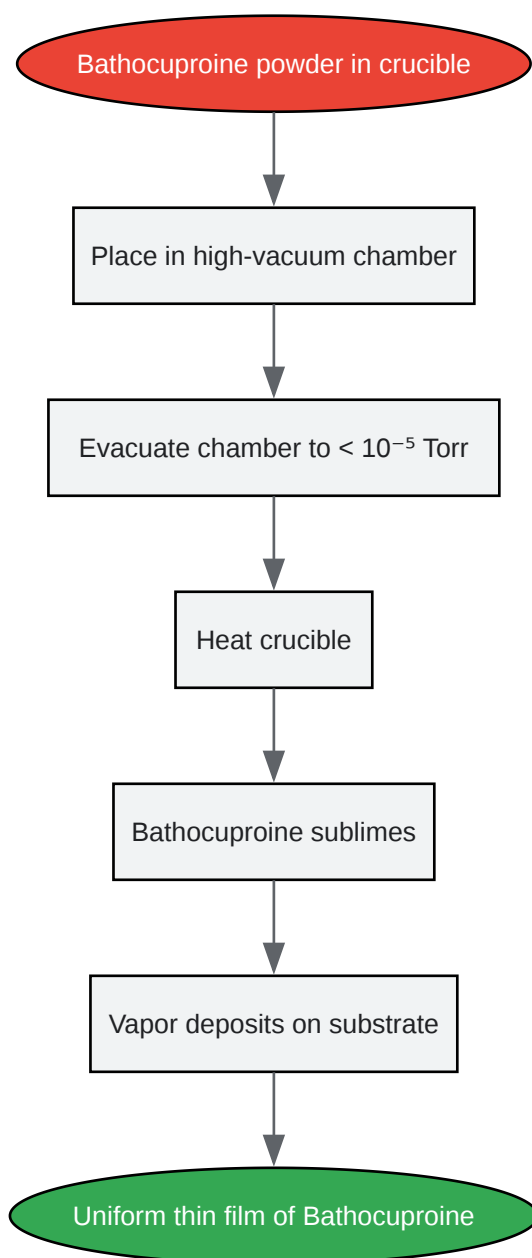 Bathocuproine powder in crucible
Place in high-vacuum chamber
Evacuate chamber to < 10⁻⁵ Torr
Heat crucible
Bathocuproine sublimes
Vapor deposits on substrate
Uniform thin film of Bathocuproine